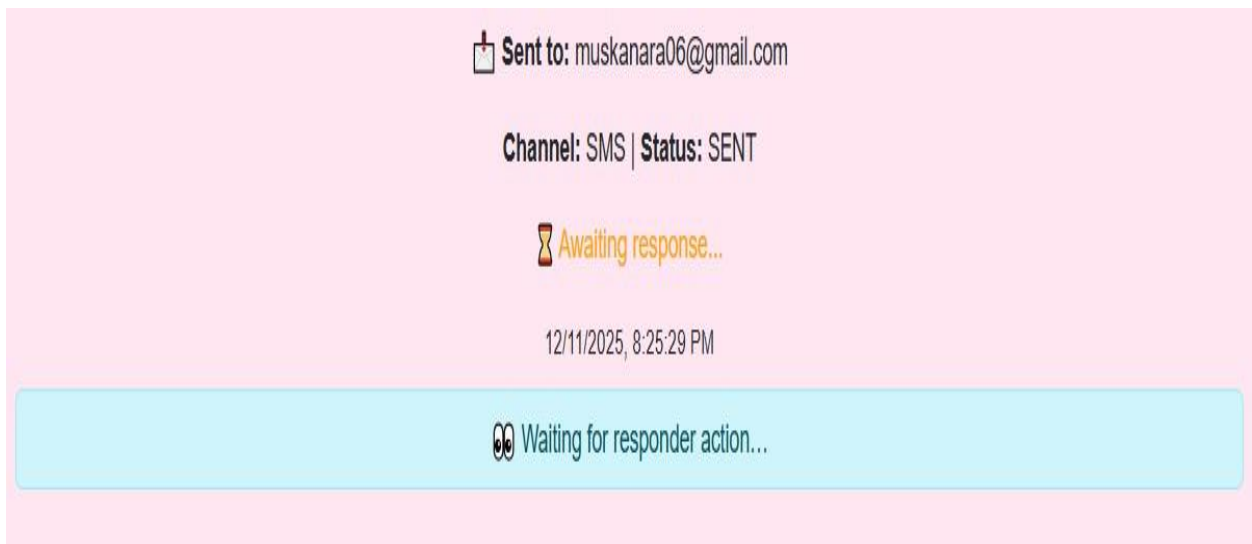 📩 Sent to: muskanara06@gmail.com
Channel: SMS | Status: SENT
⏳ Awaiting response...
12/11/2025, 8:25:29 PM
👀 Waiting for responder action...